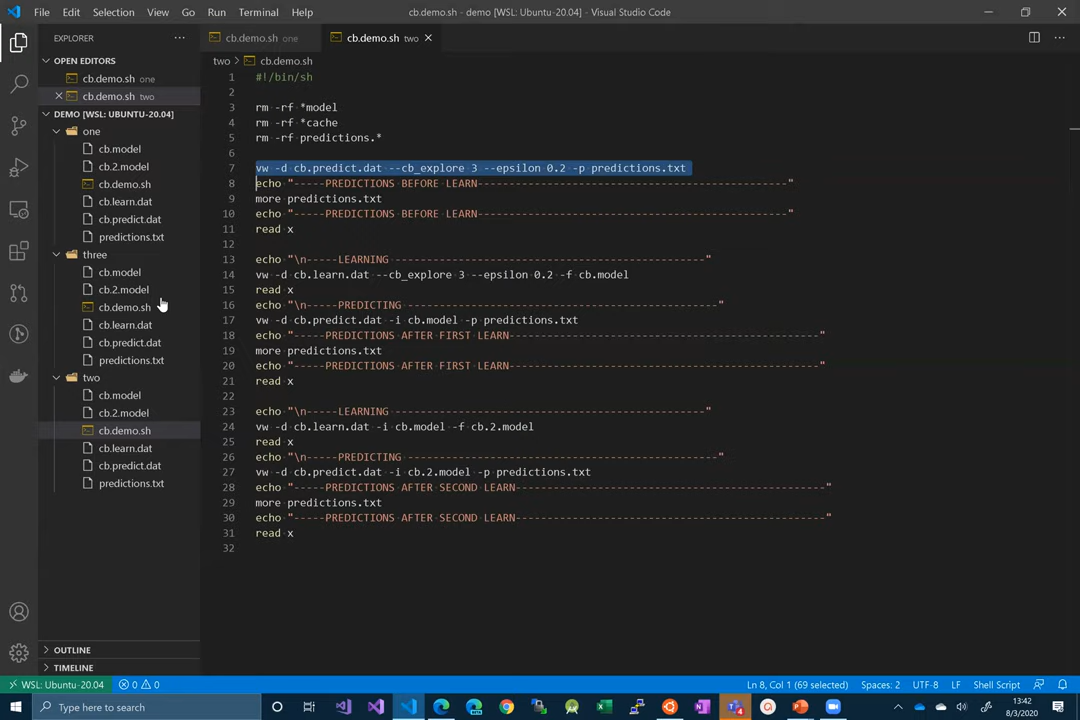 File Edit Selection View Go Run Terminal Help
cb.demo.sh - demo [WSL: Ubuntu-20.04] - Visual Studio Code
EXPLORER
OPEN EDITORS
cb.demo.sh one
cb.demo.sh two
DEMO [WSL: UBUNTU-20.04]
one
cb.model
cb.2.model
cb.demo.sh
cb.learn.dat
cb.predict.dat
predictions.txt
three
cb.model
cb.2.model
cb.demo.sh
cb.learn.dat
cb.predict.dat
predictions.txt
two
cb.model
cb.2.model
cb.demo.sh
cb.learn.dat
cb.predict.dat
predictions.txt
OUTLINE
TIMELINE
cb.demo.sh one
cb.demo.sh two
two > cb.demo.sh
1 #!/bin/sh
2
3 rm -rf *model
4 rm -rf *cache
5 rm -rf predictions.*
6
7 vw -d cb.predict.dat --cb_explore 3 --epsilon 0.2 -p predictions.txt
8 echo "-----PREDICTIONS BEFORE LEARN-------------------------------------------------"
9 more predictions.txt
10 echo "-----PREDICTIONS BEFORE LEARN-------------------------------------------------"
11 read x
12
13 echo "\n-----LEARNING -------------------------------------------------"
14 vw -d cb.learn.dat --cb_explore 3 --epsilon 0.2 -f cb.model
15 read x
16 echo "\n-----PREDICTING -------------------------------------------------"
17 vw -d cb.predict.dat -i cb.model -p predictions.txt
18 echo "-----PREDICTIONS AFTER FIRST LEARN-------------------------------------------------"
19 more predictions.txt
20 echo "-----PREDICTIONS AFTER FIRST LEARN-------------------------------------------------"
21 read x
22
23 echo "\n-----LEARNING -------------------------------------------------"
24 vw -d cb.learn.dat -i cb.model -f cb.2.model
25 read x
26 echo "\n-----PREDICTING -------------------------------------------------"
27 vw -d cb.predict.dat -i cb.2.model -p predictions.txt
28 echo "-----PREDICTIONS AFTER SECOND LEARN-------------------------------------------------"
29 more predictions.txt
30 echo "-----PREDICTIONS AFTER SECOND LEARN-------------------------------------------------"
31 read x
32
WSL: Ubuntu-20.04 0 0
Ln 8, Col 1 (69 selected) Spaces: 2 UTF-8 LF Shell Script
Type here to search
13:42
8/3/2020